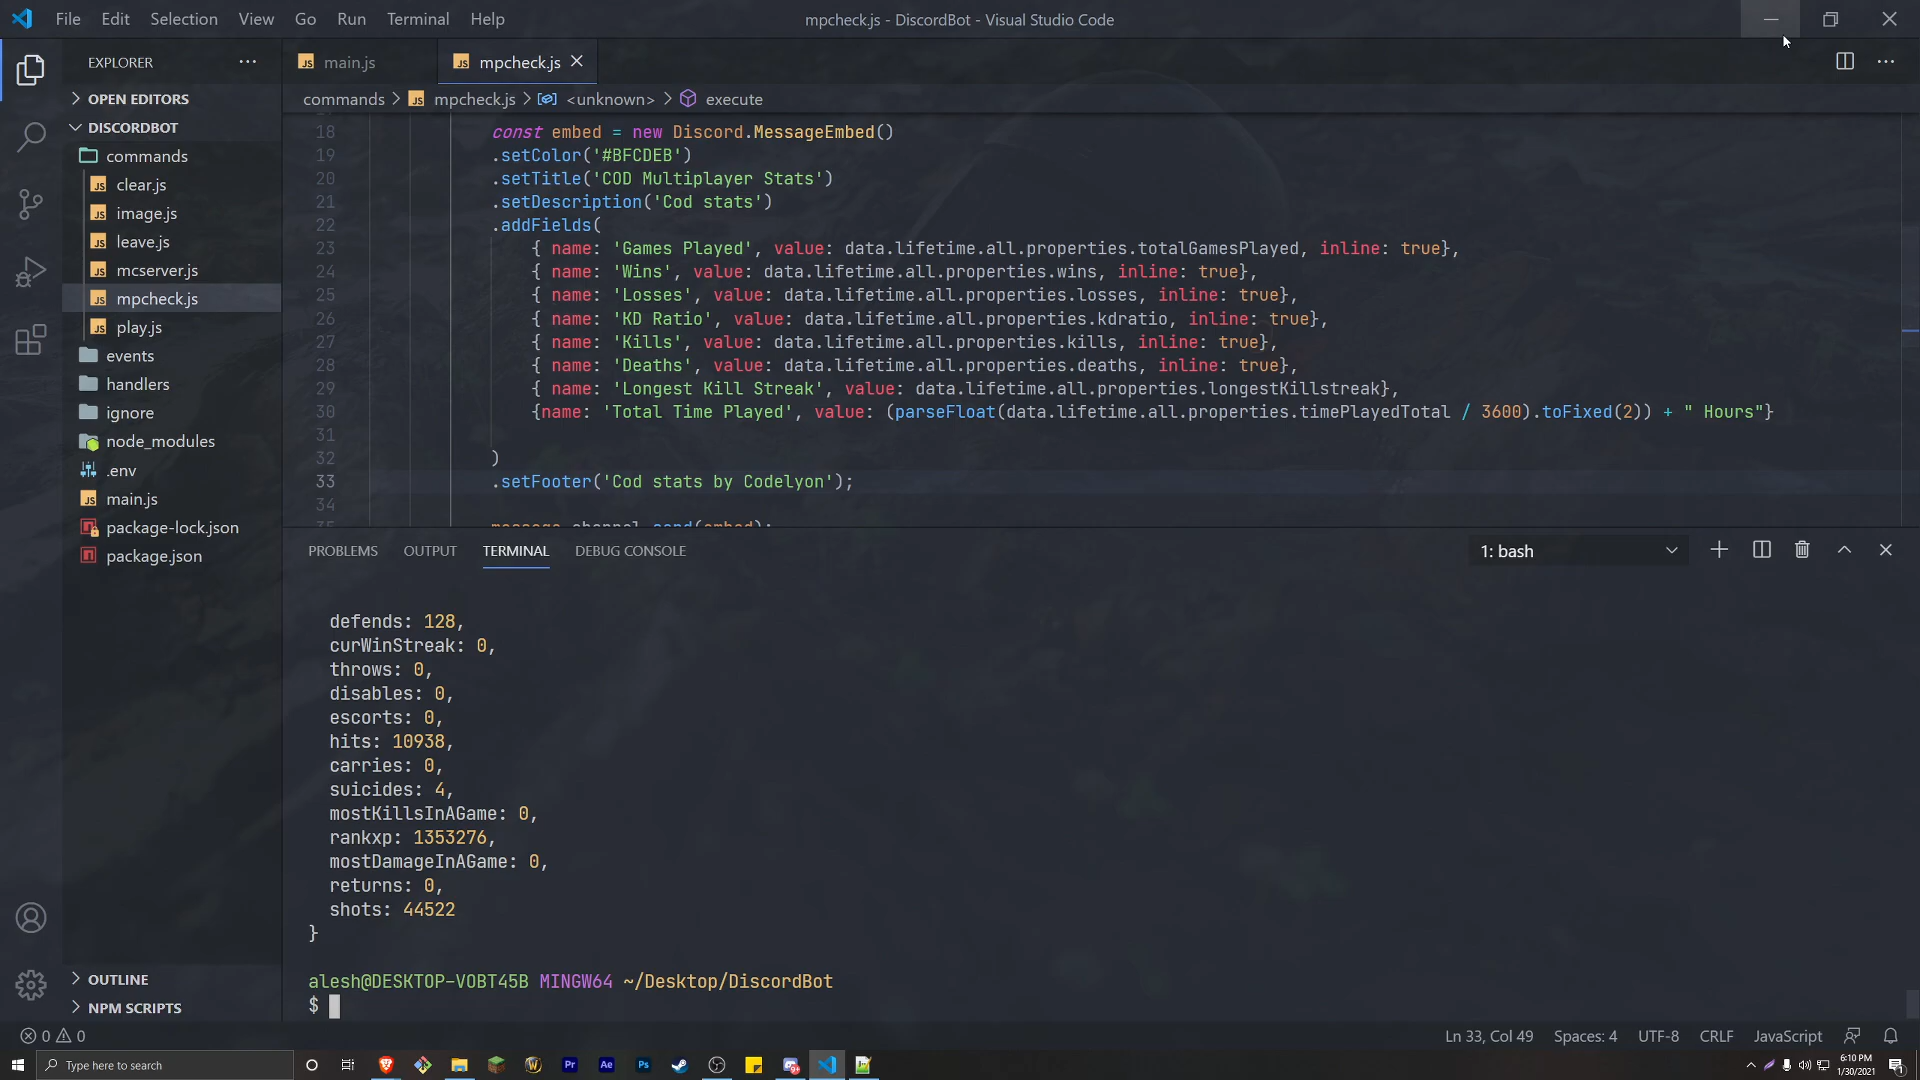 File Edit Selection View Go Run Terminal Help
mpcheck.js - DiscordBot - Visual Studio Code
EXPLORER
OPEN EDITORS
DISCORDBOT
commands
JS clear.js
JS image.js
JS leave.js
JS mcserver.js
JS mpcheck.js
JS play.js
events
handlers
ignore
node_modules
.env
JS main.js
package-lock.json
package.json
OUTLINE
NPM SCRIPTS
JS main.js JS mpcheck.js
commands > JS mpcheck.js > <unknown> > execute
18 const embed = new Discord.MessageEmbed()
19 .setColor('#BFCDEB')
20 .setTitle('COD Multiplayer Stats')
21 .setDescription('Cod stats')
22 .addFields(
23 { name: 'Games Played', value: data.lifetime.all.properties.totalGamesPlayed, inline: true},
24 { name: 'Wins', value: data.lifetime.all.properties.wins, inline: true},
25 { name: 'Losses', value: data.lifetime.all.properties.losses, inline: true},
26 { name: 'KD Ratio', value: data.lifetime.all.properties.kdratio, inline: true},
27 { name: 'Kills', value: data.lifetime.all.properties.kills, inline: true},
28 { name: 'Deaths', value: data.lifetime.all.properties.deaths, inline: true},
29 { name: 'Longest Kill Streak', value: data.lifetime.all.properties.longestKillstreak},
30 {name: 'Total Time Played', value: (parseFloat(data.lifetime.all.properties.timePlayedTotal / 3600).toFixed(2)) + " Hours"}
31
32 )
33 .setFooter('Cod stats by Codelyon');
34
35 message.channel.send(embed);
PROBLEMS OUTPUT TERMINAL DEBUG CONSOLE
1: bash
defends: 128,
curWinStreak: 0,
throws: 0,
disables: 0,
escorts: 0,
hits: 10938,
carries: 0,
suicides: 4,
mostKillsInAGame: 0,
rankxp: 1353276,
mostDamageInAGame: 0,
returns: 0,
shots: 44522
}
alesh@DESKTOP-VOBT45B MINGW64 ~/Desktop/DiscordBot
$
0 0
Ln 33, Col 49 Spaces: 4 UTF-8 CRLF JavaScript
Type here to search
Pr Ae Ps
6:10 PM
1/30/2021